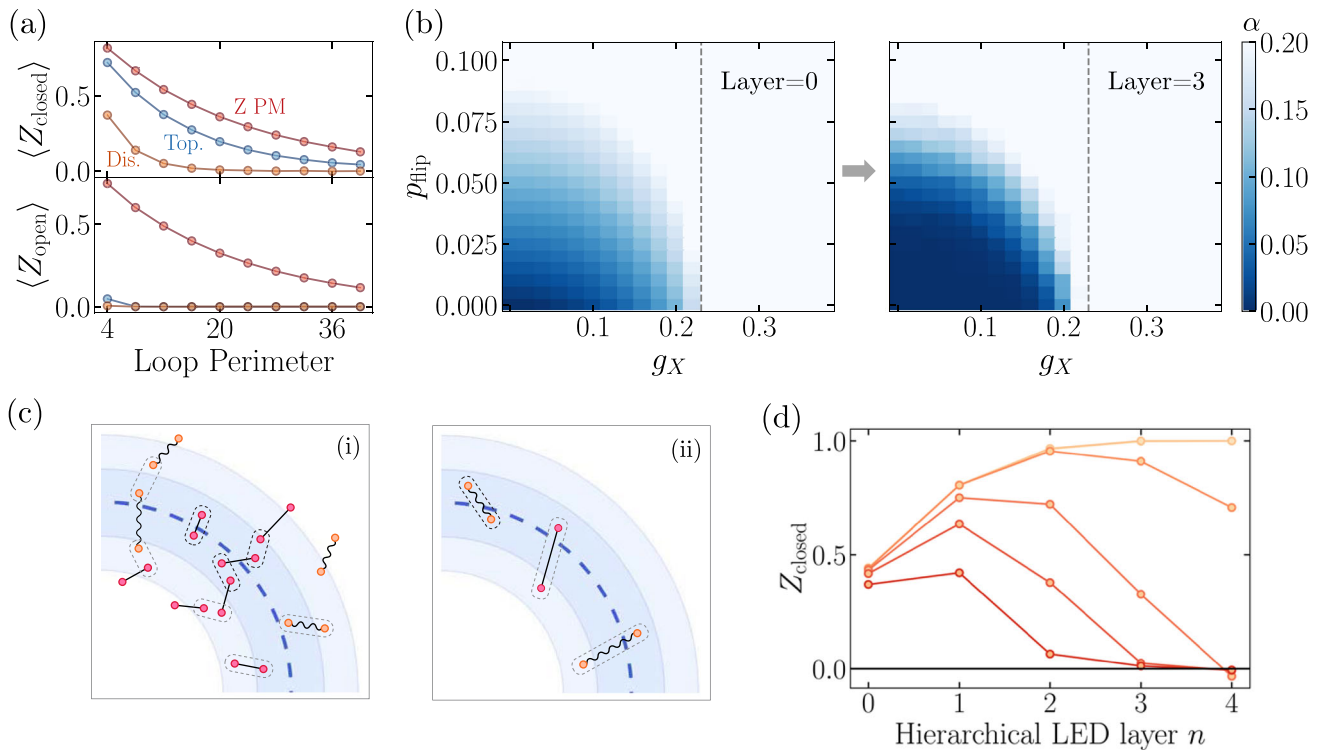 (a)
⟨Z_closed⟩
0.5
0.0
Z PM
Top.
Dis.
⟨Z_open⟩
0.5
0.0
4 20 36
Loop Perimeter
(b)
p_flip
0.100
0.075
0.050
0.025
0.000
Layer=0
0.1 0.2 0.3
g_X
Layer=3
0.1 0.2 0.3
g_X
α
0.20
0.15
0.10
0.05
0.00
(c)
(i)
(ii)
(d)
Z_closed
1.0
0.5
0.0
0 1 2 3 4
Hierarchical LED layer n